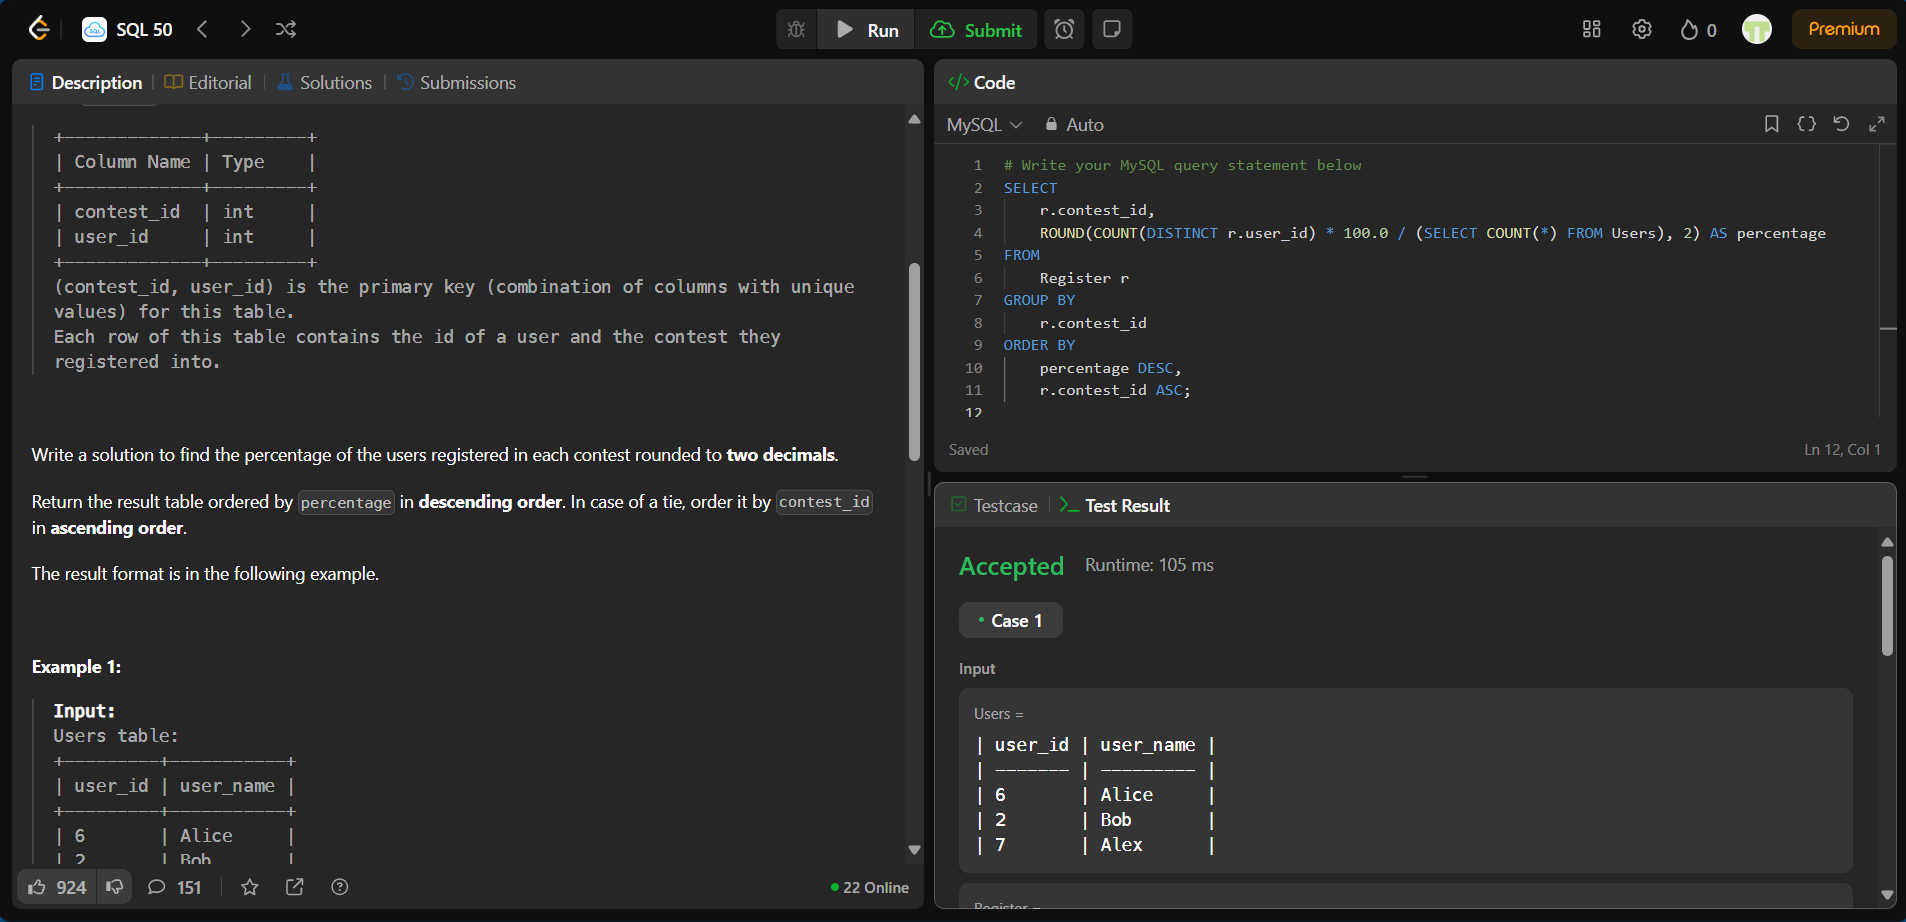 SQL 50
Run
Submit
0
Premium
Description
Editorial
Solutions
Submissions
+-------------+---------+
| Column Name | Type    |
+-------------+---------+
| contest_id  | int     |
| user_id     | int     |
+-------------+---------+
(contest_id, user_id) is the primary key (combination of columns with unique
values) for this table.
Each row of this table contains the id of a user and the contest they
registered into.
Write a solution to find the percentage of the users registered in each contest rounded to two decimals.
Return the result table ordered by percentage in descending order. In case of a tie, order it by contest_id
in ascending order.
The result format is in the following example.
Example 1:
Input:
Users table:
+---------+-----------+
| user_id | user_name |
+---------+-----------+
| 6       | Alice     |
| 2       | Bob       |
924
151
22 Online
</> Code
MySQL
Auto
1 # Write your MySQL query statement below
2 SELECT
3     r.contest_id,
4     ROUND(COUNT(DISTINCT r.user_id) * 100.0 / (SELECT COUNT(*) FROM Users), 2) AS percentage
5 FROM
6     Register r
7 GROUP BY
8     r.contest_id
9 ORDER BY
10     percentage DESC,
11     r.contest_id ASC;
12
Saved
Ln 12, Col 1
Testcase
Test Result
Accepted
Runtime: 105 ms
• Case 1
Input
Users =
| user_id | user_name |
| ------- | --------- |
| 6       | Alice     |
| 2       | Bob       |
| 7       | Alex      |
Register =